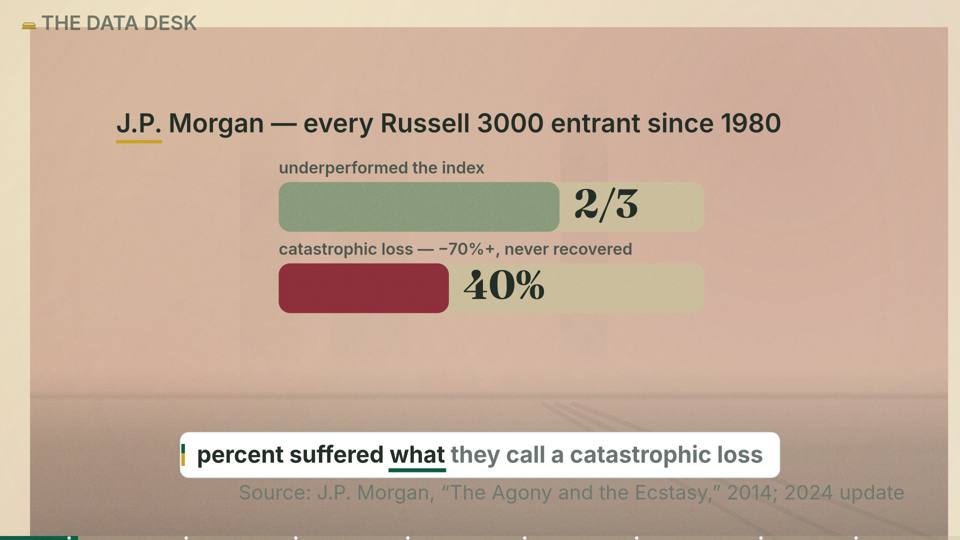 THE DATA DESK
J.P. Morgan — every Russell 3000 entrant since 1980
underperformed the index
2/3
catastrophic loss — −70%+, never recovered
40%
percent suffered what they call a catastrophic loss
Source: J.P. Morgan, “The Agony and the Ecstasy,” 2014; 2024 update